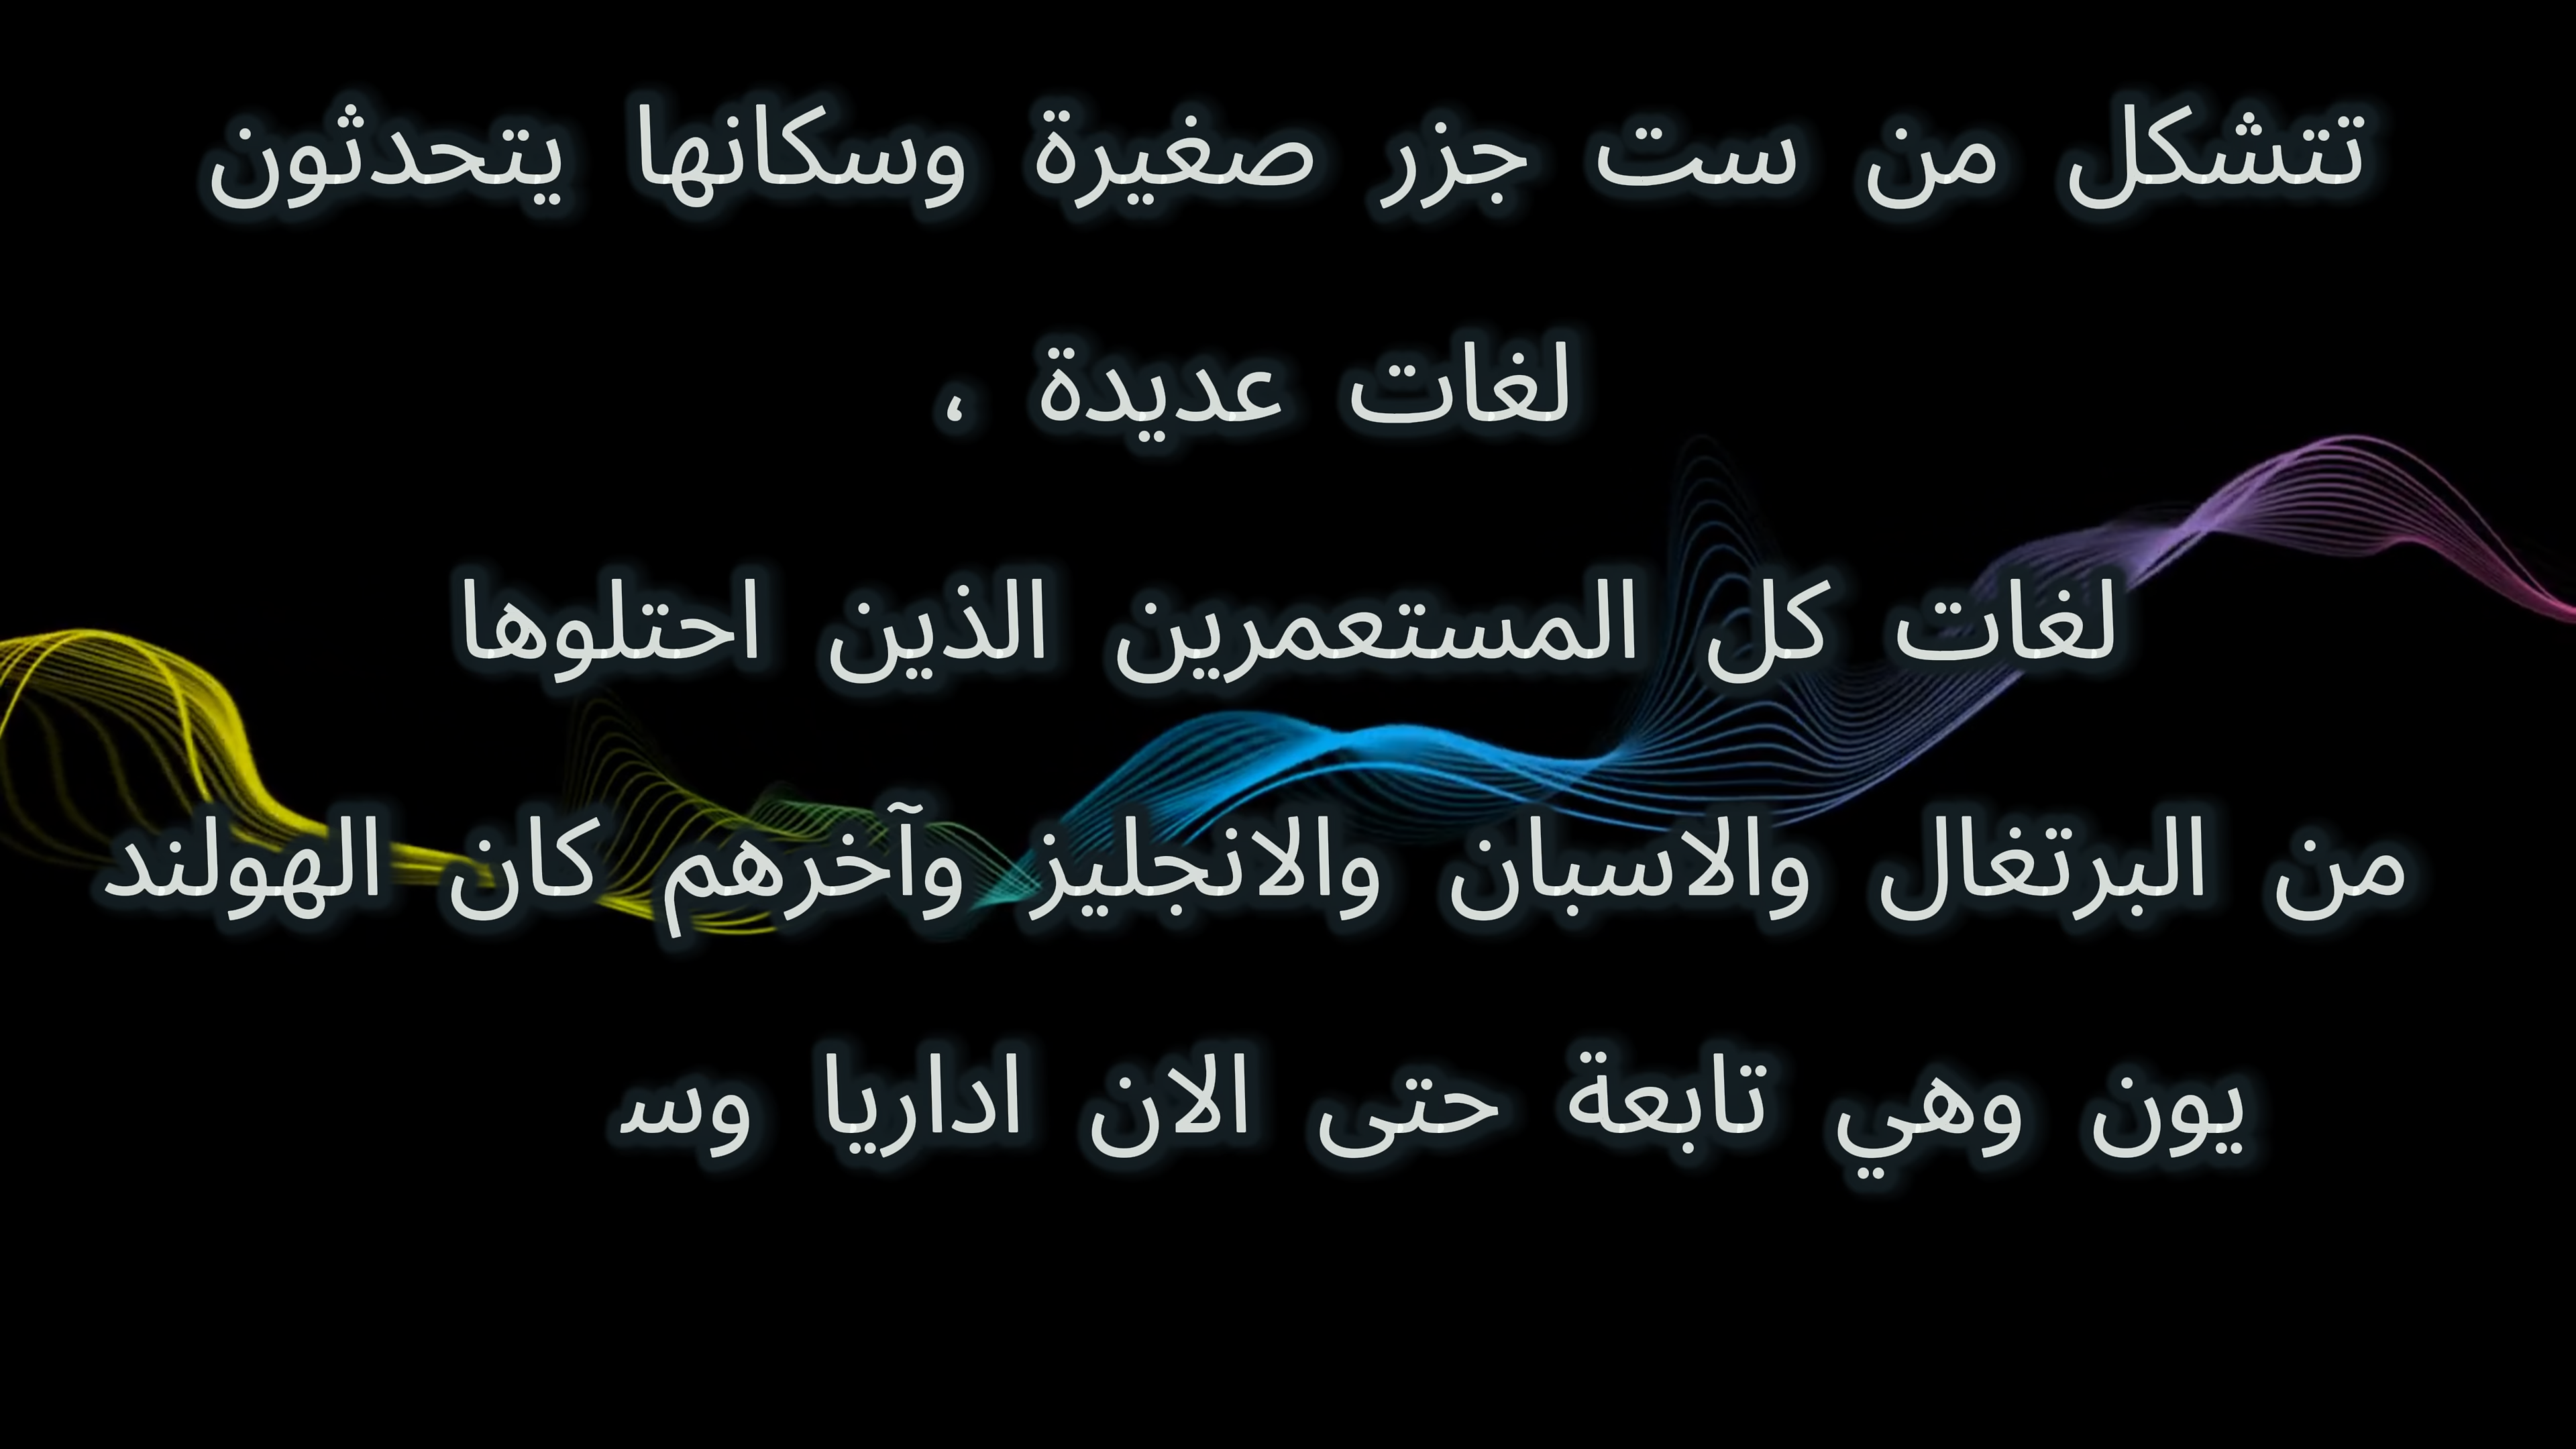 تتشكل من ست جزر صغيرة وسكانها يتحدثون
لغات عديدة ،
لغات كل المستعمرين الذين احتلوها
من البرتغال والاسبان والانجليز وآخرهم كان الهولند
يون وهي تابعة حتى الان اداريا وسـ